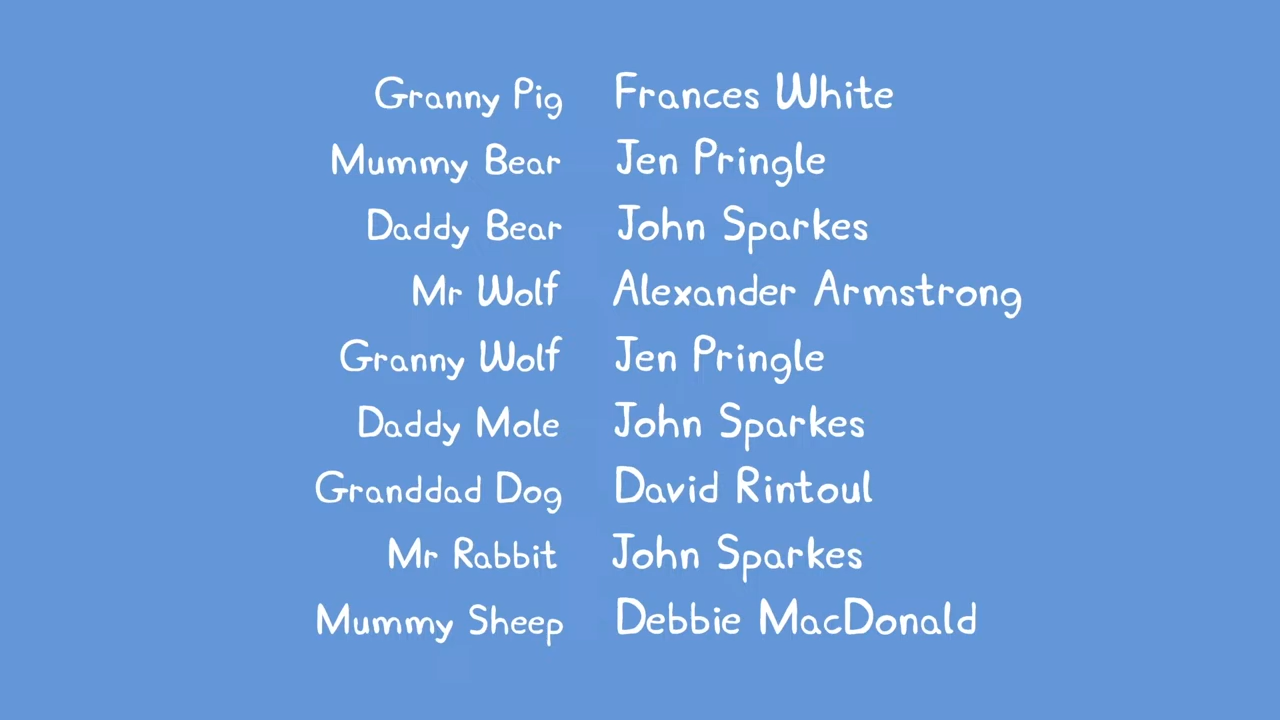 Granny Pig Frances White
Mummy Bear Jen Pringle
Daddy Bear John Sparkes
Mr Wolf Alexander Armstrong
Granny Wolf Jen Pringle
Daddy Mole John Sparkes
Granddad Dog David Rintoul
Mr Rabbit John Sparkes
Mummy Sheep Debbie MacDonald